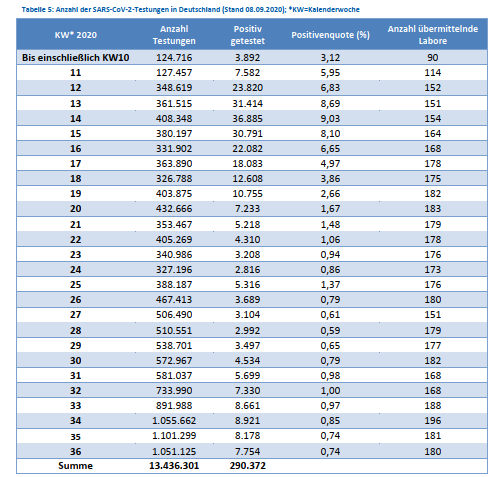 Tabelle 5: Anzahl der SARS-CoV-2-Testungen in Deutschland (Stand 08.09.2020); *KW=Kalenderwoche
KW* 2020 Anzahl Testungen Positiv getestet Positivenquote (%) Anzahl übermittelnde Labore
Bis einschließlich KW10 124.716 3.892 3,12 90
11 127.457 7.582 5,95 114
12 348.619 23.820 6,83 152
13 361.515 31.414 8,69 151
14 408.348 36.885 9,03 154
15 380.197 30.791 8,10 164
16 331.902 22.082 6,65 168
17 363.890 18.083 4,97 178
18 326.788 12.608 3,86 175
19 403.875 10.755 2,66 182
20 432.666 7.233 1,67 183
21 353.467 5.218 1,48 179
22 405.269 4.310 1,06 178
23 340.986 3.208 0,94 176
24 327.196 2.816 0,86 173
25 388.187 5.316 1,37 176
26 467.413 3.689 0,79 180
27 506.490 3.104 0,61 151
28 510.551 2.992 0,59 179
29 538.701 3.497 0,65 177
30 572.967 4.534 0,79 182
31 581.037 5.699 0,98 168
32 733.990 7.330 1,00 168
33 891.988 8.661 0,97 188
34 1.055.662 8.921 0,85 196
35 1.101.299 8.178 0,74 181
36 1.051.125 7.754 0,74 180
Summe 13.436.301 290.372